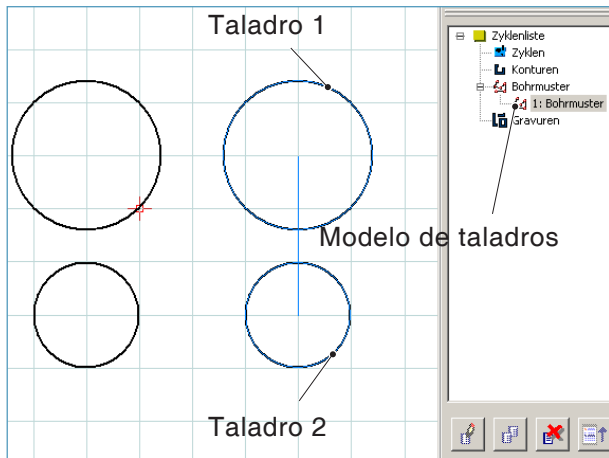 Taladro 1
Zyklenliste
Zyklen
Konturen
Bohrmuster
1: Bohrmuster
Gravuren
Modelo de taladros
Taladro 2